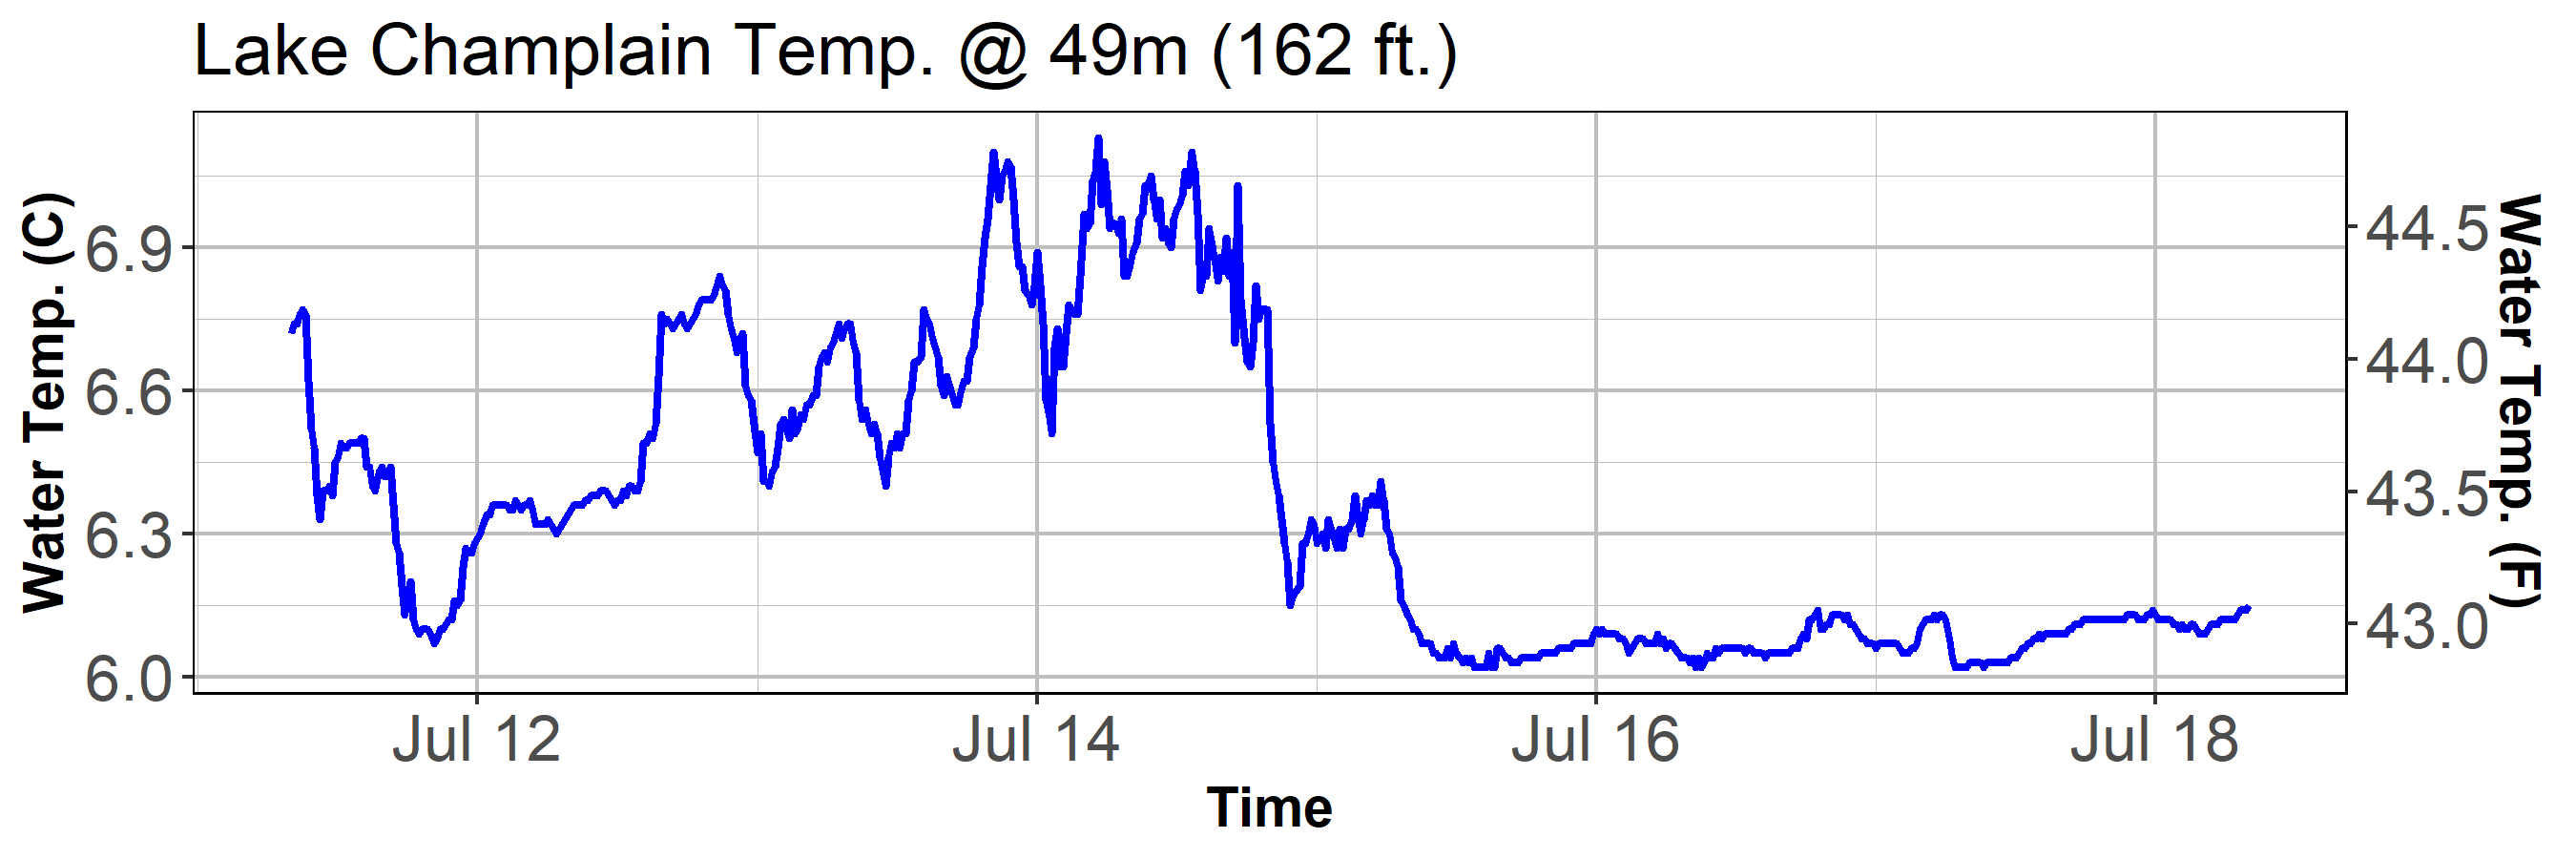 Lake Champlain Temp. @ 49m (162 ft.)
Water Temp. (C)
6.9
6.6
6.3
6.0
44.5
44.0
43.5
43.0
Water Temp. (F)
Jul 12 Jul 14 Jul 16 Jul 18
Time